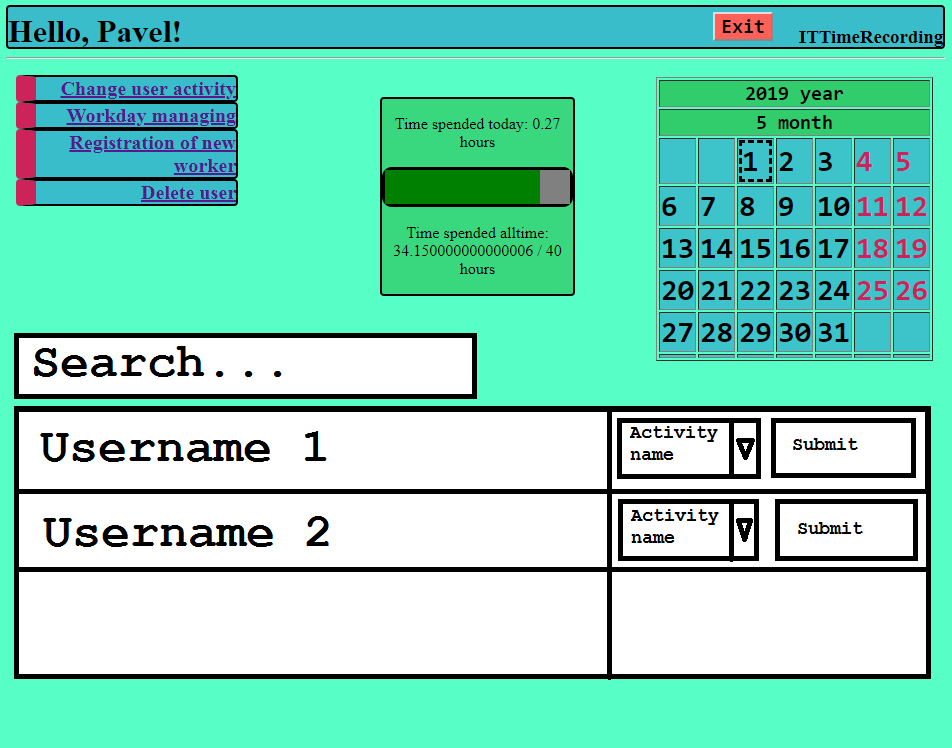 Hello, Pavel!
Exit
ITTimeRecording
Change user activity
Workday managing
Registration of new
worker
Delete user
Time spended today: 0.27
hours
Time spended alltime:
34.150000000000006 / 40
hours
2019 year
5 month
1 2 3 4 5
6 7 8 9 10 11 12
13 14 15 16 17 18 19
20 21 22 23 24 25 26
27 28 29 30 31
Search...
Username 1
Activity
name
Submit
Username 2
Activity
name
Submit